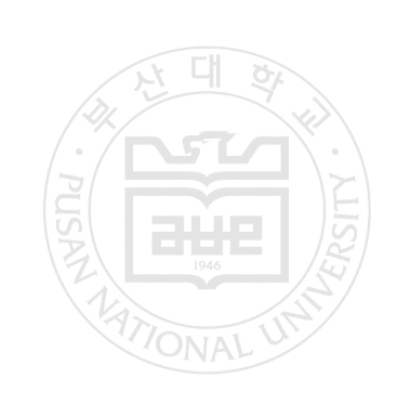 부산대학교
1946
PUSAN NATIONAL UNIVERSITY